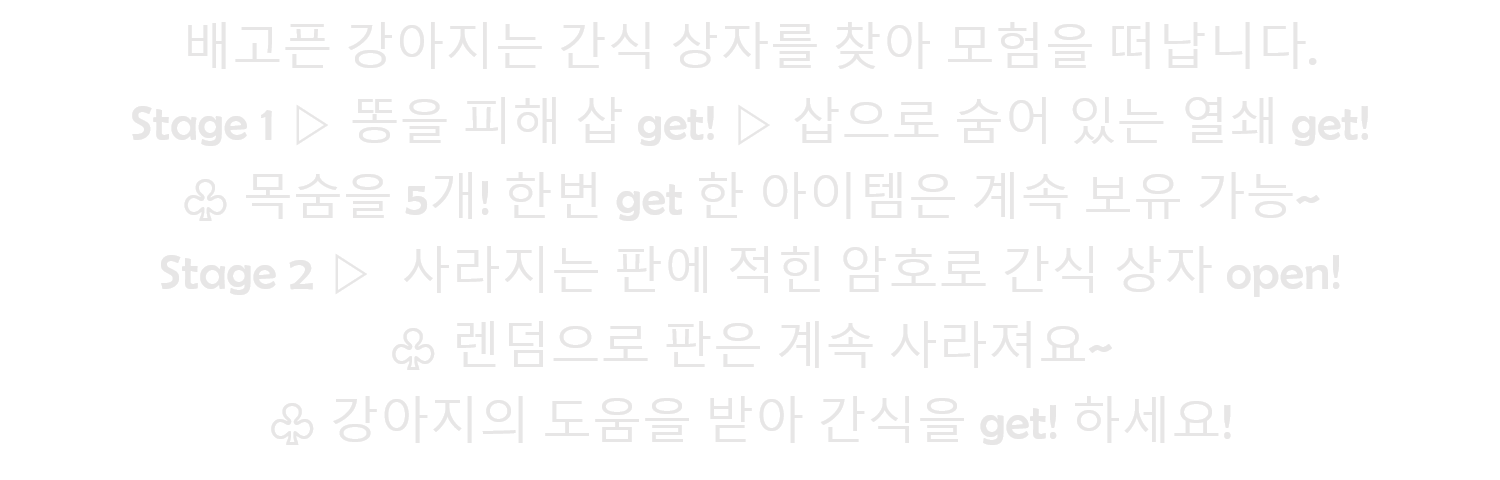 배고픈 강아지는 간식 상자를 찾아 모험을 떠납니다.
Stage 1 ▷ 똥을 피해 삽 get! ▷ 삽으로 숨어 있는 열쇄 get!
♧ 목숨을 5개! 한번 get 한 아이템은 계속 보유 가능~
Stage 2 ▷ 사라지는 판에 적힌 암호로 간식 상자 open!
♧ 렌덤으로 판은 계속 사라져요~
♧ 강아지의 도움을 받아 간식을 get! 하세요!